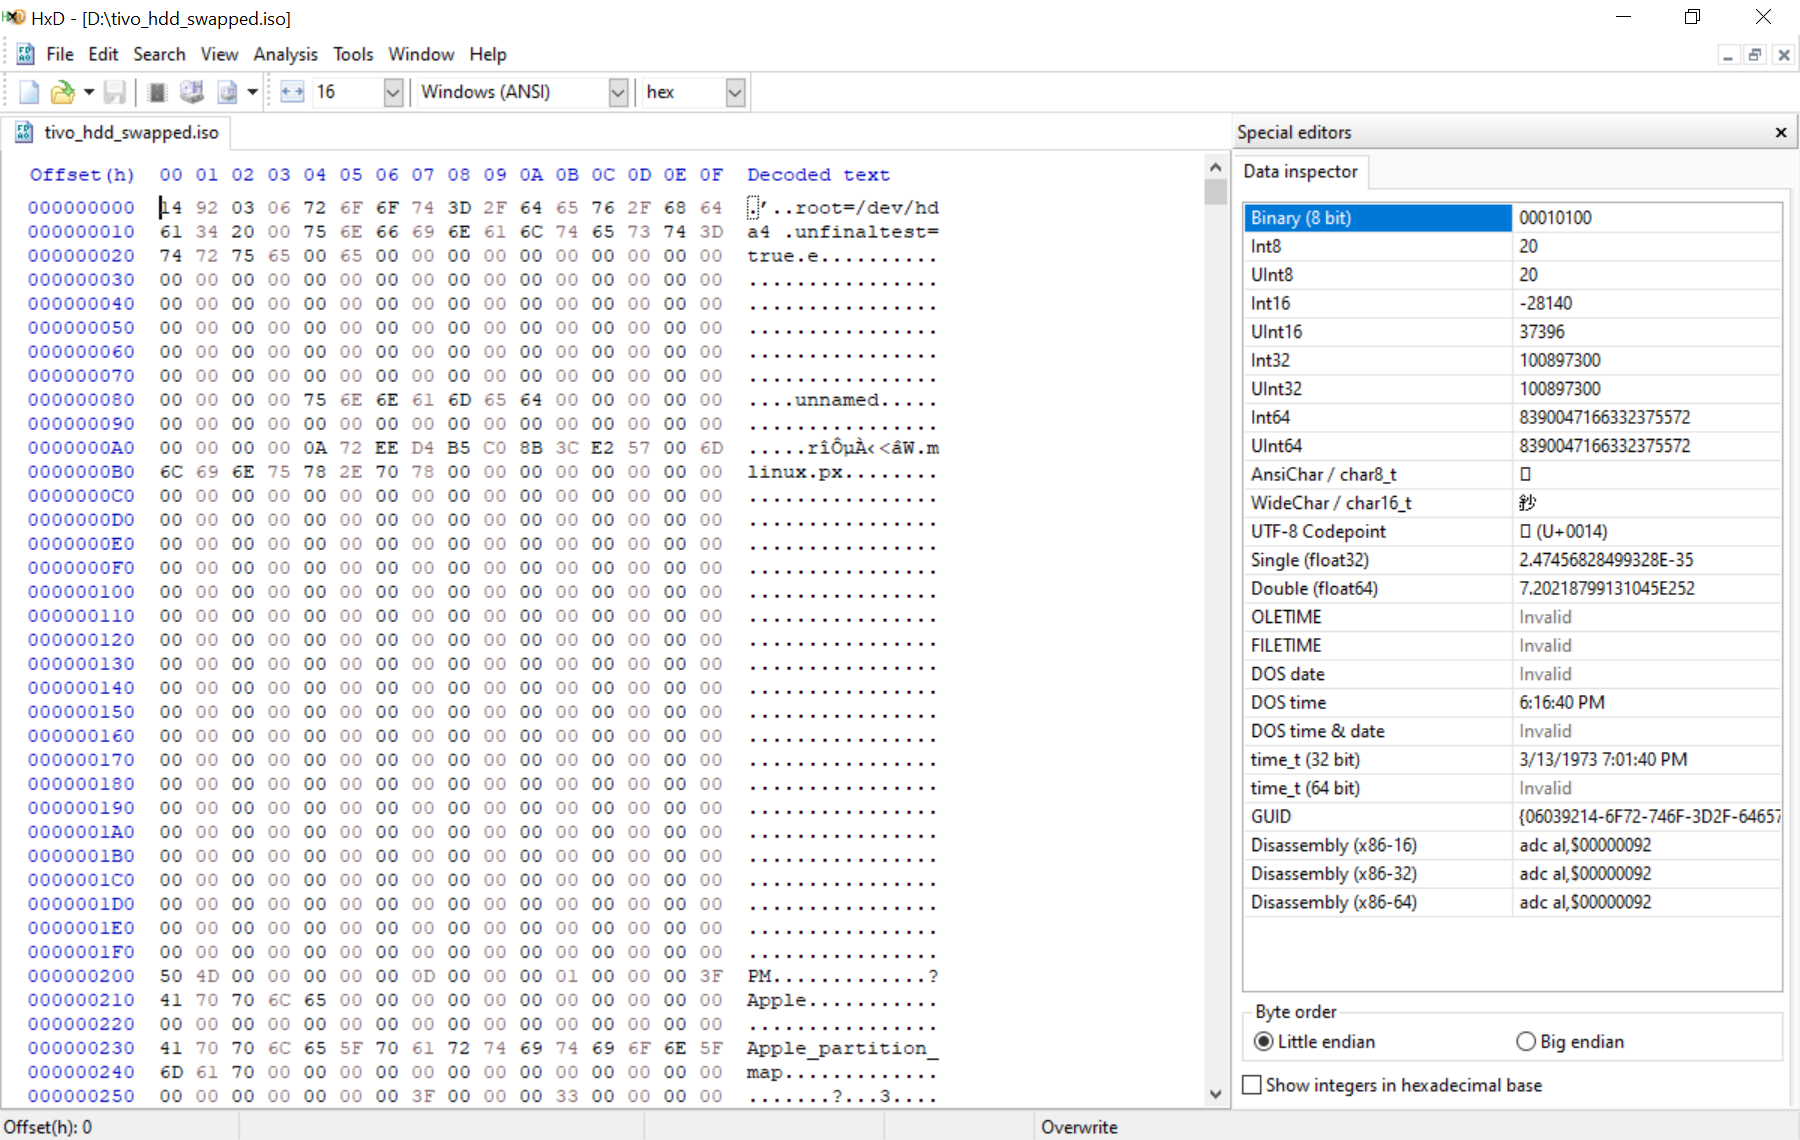 HxD - [D:\tivo_hdd_swapped.iso]
File Edit Search View Analysis Tools Window Help
16 Windows (ANSI) hex
tivo_hdd_swapped.iso
Offset(h) 00 01 02 03 04 05 06 07 08 09 0A 0B 0C 0D 0E 0F Decoded text
000000000 14 92 03 06 72 6F 6F 74 3D 2F 64 65 76 2F 68 64 .’..root=/dev/hd
000000010 61 34 20 00 75 6E 66 69 6E 61 6C 74 65 73 74 3D a4 .unfinaltest=
000000020 74 72 75 65 00 65 00 00 00 00 00 00 00 00 00 00 true.e..........
000000030 00 00 00 00 00 00 00 00 00 00 00 00 00 00 00 00 ................
000000040 00 00 00 00 00 00 00 00 00 00 00 00 00 00 00 00 ................
000000050 00 00 00 00 00 00 00 00 00 00 00 00 00 00 00 00 ................
000000060 00 00 00 00 00 00 00 00 00 00 00 00 00 00 00 00 ................
000000070 00 00 00 00 00 00 00 00 00 00 00 00 00 00 00 00 ................
000000080 00 00 00 00 75 6E 6E 61 6D 65 64 00 00 00 00 00 ....unnamed.....
000000090 00 00 00 00 00 00 00 00 00 00 00 00 00 00 00 00 ................
0000000A0 00 00 00 00 0A 72 EE D4 B5 C0 8B 3C E2 57 00 6D .....rîÔµÀ‹<âW.m
0000000B0 6C 69 6E 75 78 2E 70 78 00 00 00 00 00 00 00 00 linux.px........
0000000C0 00 00 00 00 00 00 00 00 00 00 00 00 00 00 00 00 ................
0000000D0 00 00 00 00 00 00 00 00 00 00 00 00 00 00 00 00 ................
0000000E0 00 00 00 00 00 00 00 00 00 00 00 00 00 00 00 00 ................
0000000F0 00 00 00 00 00 00 00 00 00 00 00 00 00 00 00 00 ................
000000100 00 00 00 00 00 00 00 00 00 00 00 00 00 00 00 00 ................
000000110 00 00 00 00 00 00 00 00 00 00 00 00 00 00 00 00 ................
000000120 00 00 00 00 00 00 00 00 00 00 00 00 00 00 00 00 ................
000000130 00 00 00 00 00 00 00 00 00 00 00 00 00 00 00 00 ................
000000140 00 00 00 00 00 00 00 00 00 00 00 00 00 00 00 00 ................
000000150 00 00 00 00 00 00 00 00 00 00 00 00 00 00 00 00 ................
000000160 00 00 00 00 00 00 00 00 00 00 00 00 00 00 00 00 ................
000000170 00 00 00 00 00 00 00 00 00 00 00 00 00 00 00 00 ................
000000180 00 00 00 00 00 00 00 00 00 00 00 00 00 00 00 00 ................
000000190 00 00 00 00 00 00 00 00 00 00 00 00 00 00 00 00 ................
0000001A0 00 00 00 00 00 00 00 00 00 00 00 00 00 00 00 00 ................
0000001B0 00 00 00 00 00 00 00 00 00 00 00 00 00 00 00 00 ................
0000001C0 00 00 00 00 00 00 00 00 00 00 00 00 00 00 00 00 ................
0000001D0 00 00 00 00 00 00 00 00 00 00 00 00 00 00 00 00 ................
0000001E0 00 00 00 00 00 00 00 00 00 00 00 00 00 00 00 00 ................
0000001F0 00 00 00 00 00 00 00 00 00 00 00 00 00 00 00 00 ................
000000200 50 4D 00 00 00 00 00 0D 00 00 00 01 00 00 00 3F PM.............?
000000210 41 70 70 6C 65 00 00 00 00 00 00 00 00 00 00 00 Apple...........
000000220 00 00 00 00 00 00 00 00 00 00 00 00 00 00 00 00 ................
000000230 41 70 70 6C 65 5F 70 61 72 74 69 74 69 6F 6E 5F Apple_partition_
000000240 6D 61 70 00 00 00 00 00 00 00 00 00 00 00 00 00 map.............
000000250 00 00 00 00 00 00 00 3F 00 00 00 33 00 00 00 00 .......?...3....
Special editors
Data inspector
Binary (8 bit) 00010100
Int8 20
UInt8 20
Int16 -28140
UInt16 37396
Int32 100897300
UInt32 100897300
Int64 8390047166332375572
UInt64 8390047166332375572
AnsiChar / char8_t
WideChar / char16_t 鈔
UTF-8 Codepoint (U+0014)
Single (float32) 2.47456828499328E-35
Double (float64) 7.20218799131045E252
OLETIME Invalid
FILETIME Invalid
DOS date Invalid
DOS time 6:16:40 PM
DOS time & date Invalid
time_t (32 bit) 3/13/1973 7:01:40 PM
time_t (64 bit) Invalid
GUID {06039214-6F72-746F-3D2F-64657
Disassembly (x86-16) adc al,$00000092
Disassembly (x86-32) adc al,$00000092
Disassembly (x86-64) adc al,$00000092
Byte order
Little endian Big endian
Show integers in hexadecimal base
Offset(h): 0 Overwrite